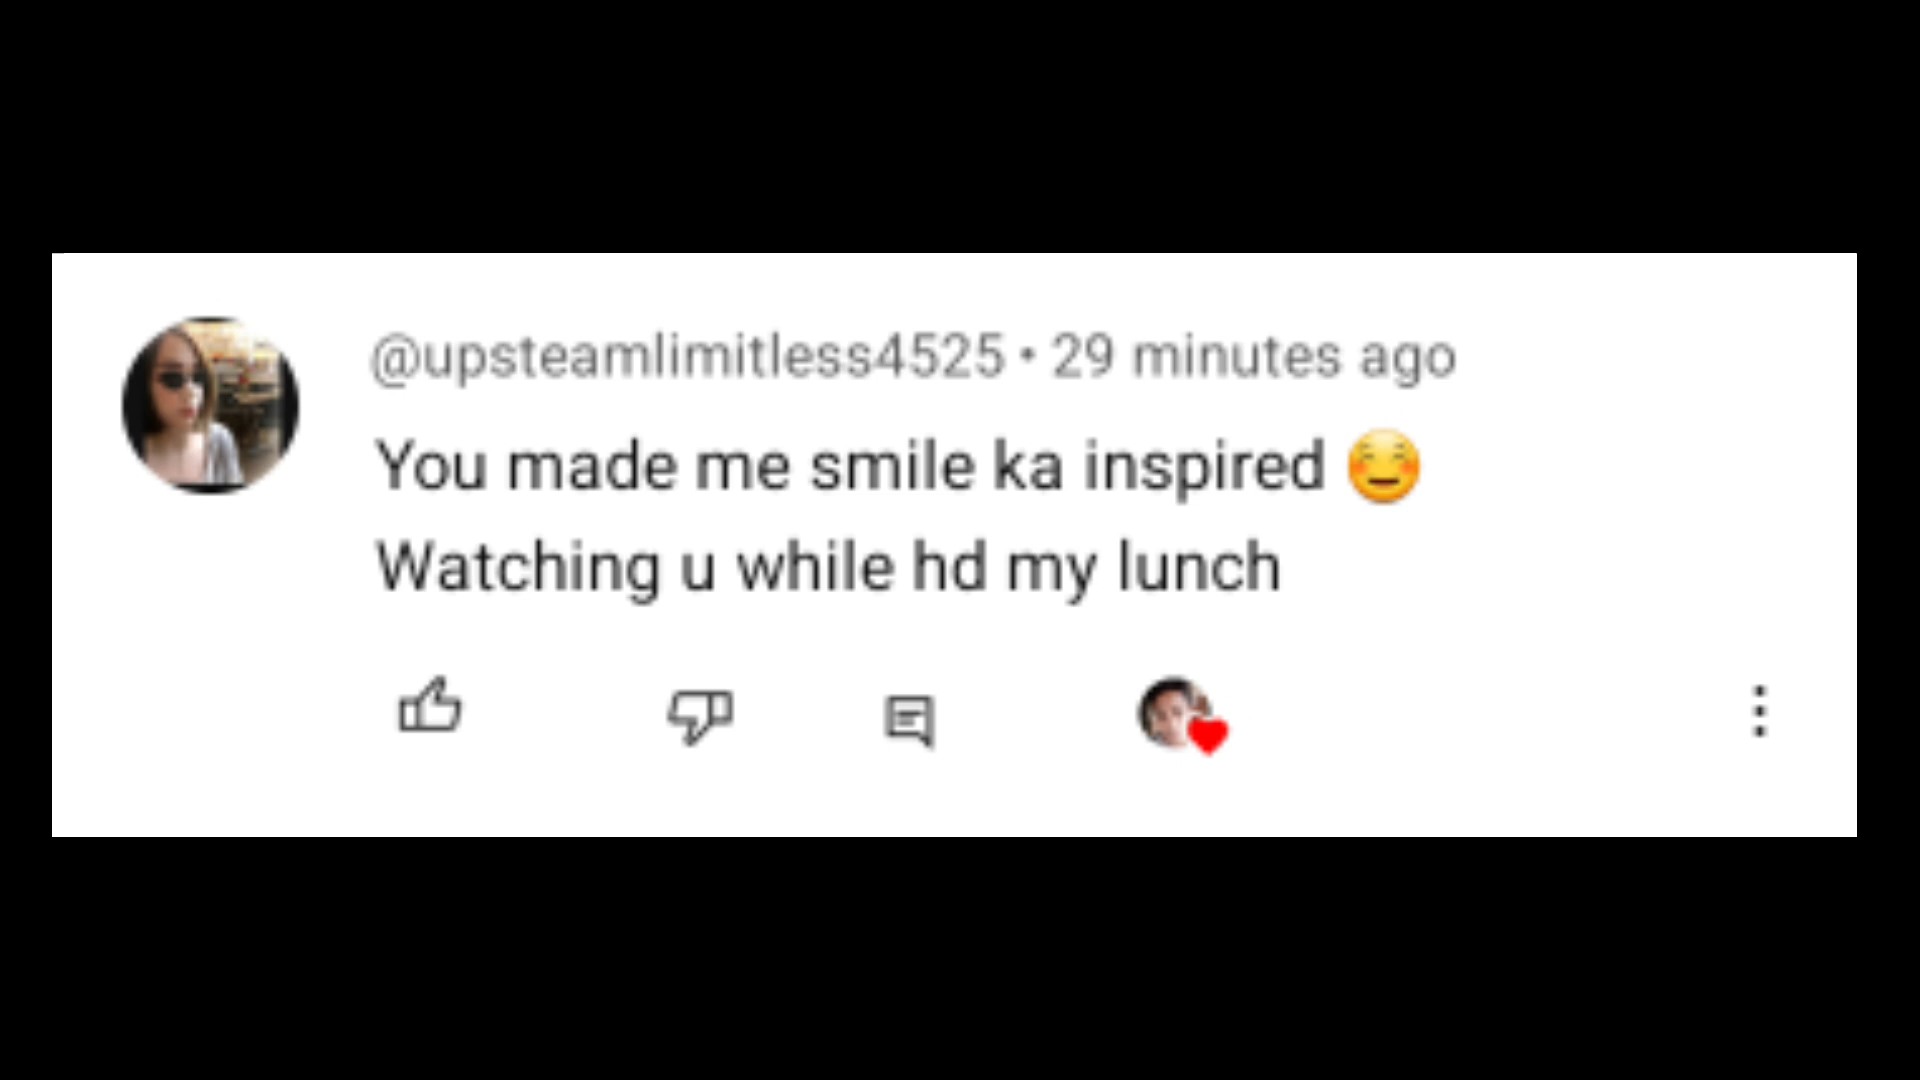 @upsteamlimitless4525 • 29 minutes ago
You made me smile ka inspired ☺️
Watching u while hd my lunch